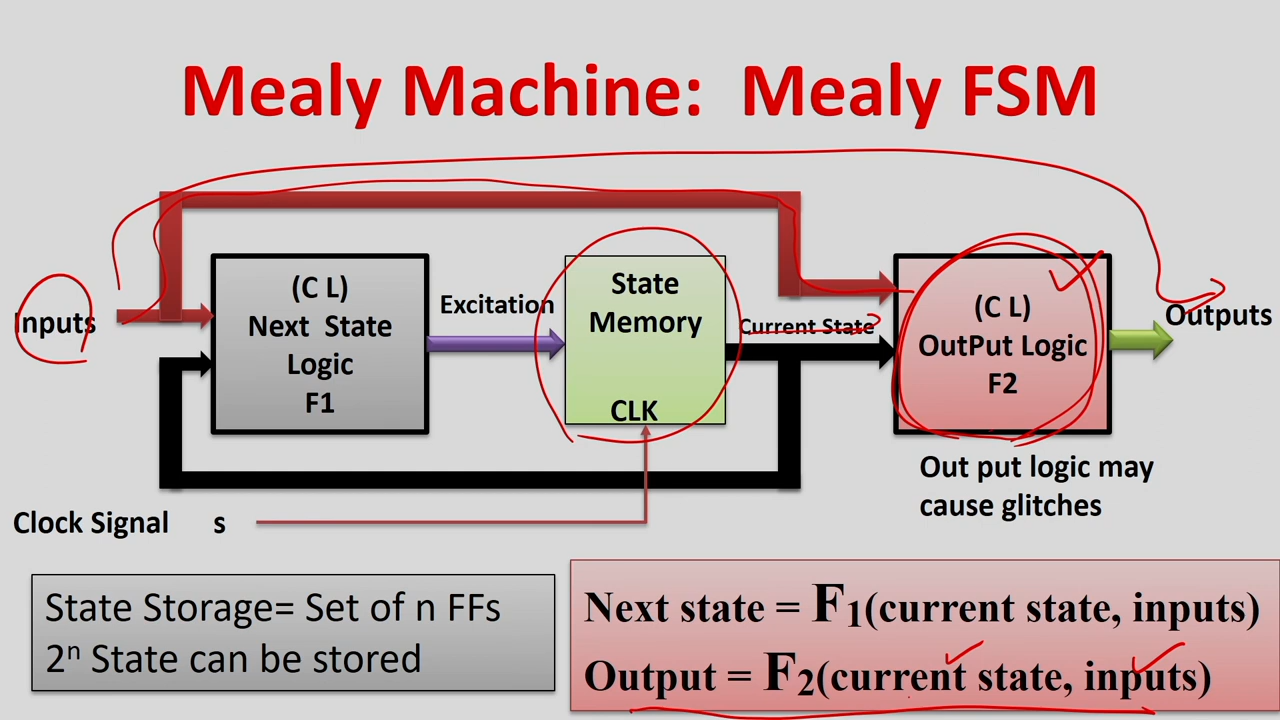 Mealy Machine: Mealy FSM
Inputs
(C L)
Next State
Logic
F1
Excitation
State
Memory
CLK
Current State
(C L)
OutPut Logic
F2
Outputs
Out put logic may
cause glitches
Clock Signal s
State Storage= Set of n FFs
2ⁿ State can be stored
Next state = F₁(current state, inputs)
Output = F₂(current state, inputs)